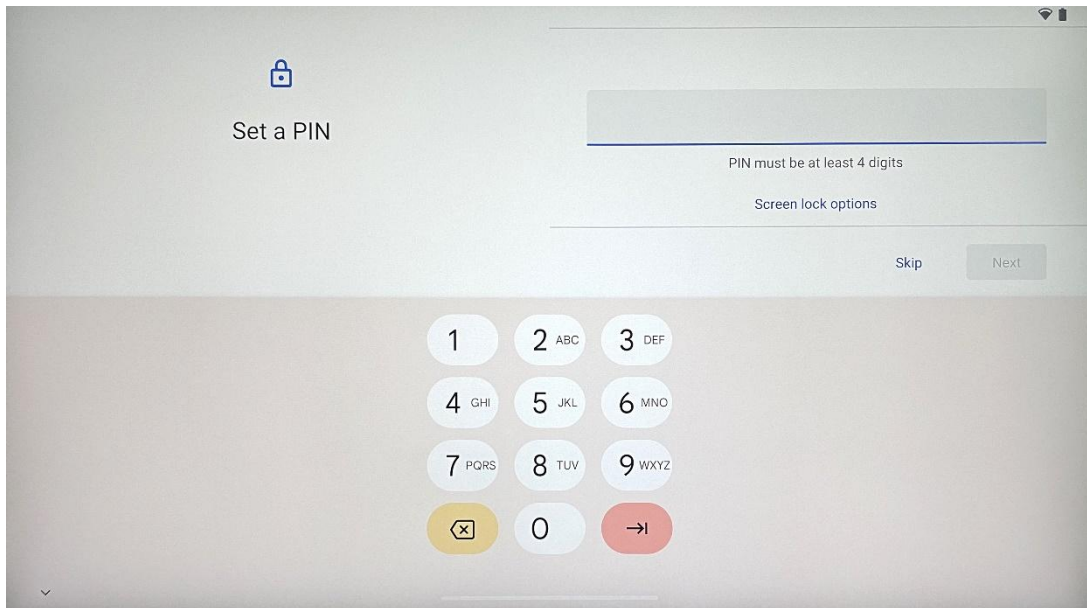 Set a PIN
PIN must be at least 4 digits
Screen lock options
Skip Next
1 2 ABC 3 DEF
4 GHI 5 JKL 6 MNO
7 PQRS 8 TUV 9 WXYZ
0